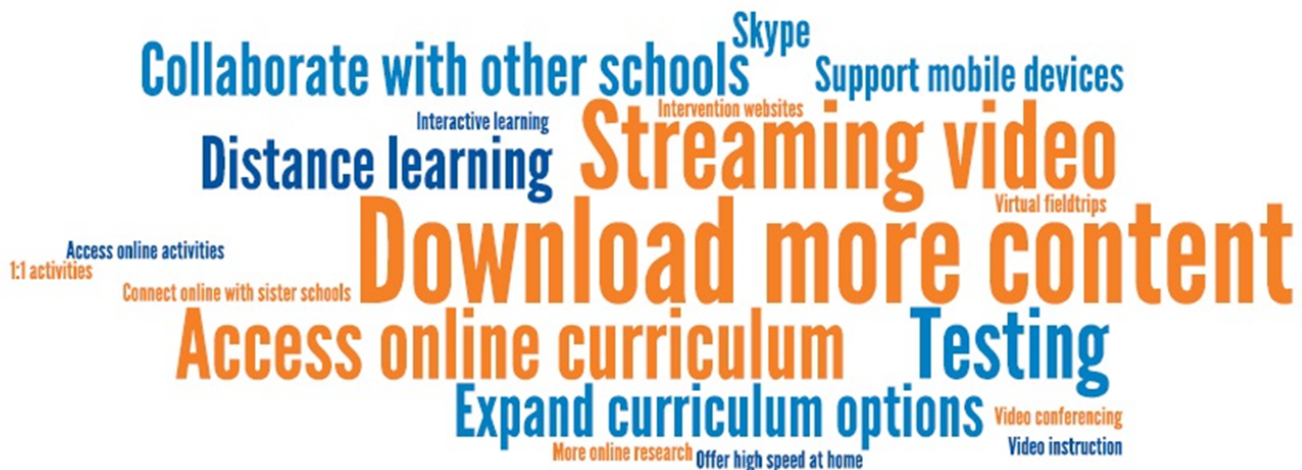 Skype
Collaborate with other schools
Support mobile devices
Intervention websites
Interactive learning
Streaming video
Distance learning
Virtual fieldtrips
Download more content
Access online activities
1:1 activities
Connect online with sister schools
Access online curriculum
Testing
Expand curriculum options
Video conferencing
Video instruction
More online research
Offer high speed at home